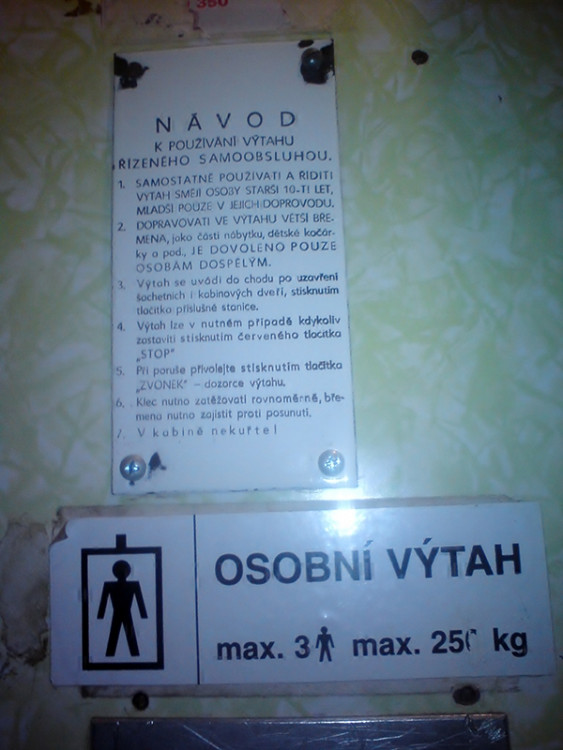 350
NÁVOD
K POUŽÍVÁNÍ VÝTAHU
ŘÍZENÉHO SAMOOBSLUHOU.
1. SAMOSTATNĚ POUŽÍVATI A ŘÍDITI
VÝTAH SMĚJÍ OSOBY STARŠÍ 10-TI LET,
MLADŠÍ POUZE V JEJICH DOPROVODU.
2. DOPRAVOVATI VE VÝTAHU VĚTŠÍ BŘE-
MENA, jako části nábytku, dětské kočár-
ky a pod., JE DOVOLENO POUZE
OSOBÁM DOSPĚLÝM.
3. Výtah se uvádí do chodu po uzavření
šachetních i kabinových dveří, stisknutím
tlačítka příslušné stanice.
4. Výtah lze v nutném případě kdykoliv
zastaviti stisknutím červeného tlačítka
„STOP"
5. Při poruše přivolejte stisknutím tlačítka
„ZVONEK" – dozorce výtahu.
6. Klec nutno zatěžovati rovnoměrně, bře-
mena nutno zajistit proti posunutí.
7. V kabině nekuřte!
OSOBNÍ VÝTAH
max. 3 max. 250 kg